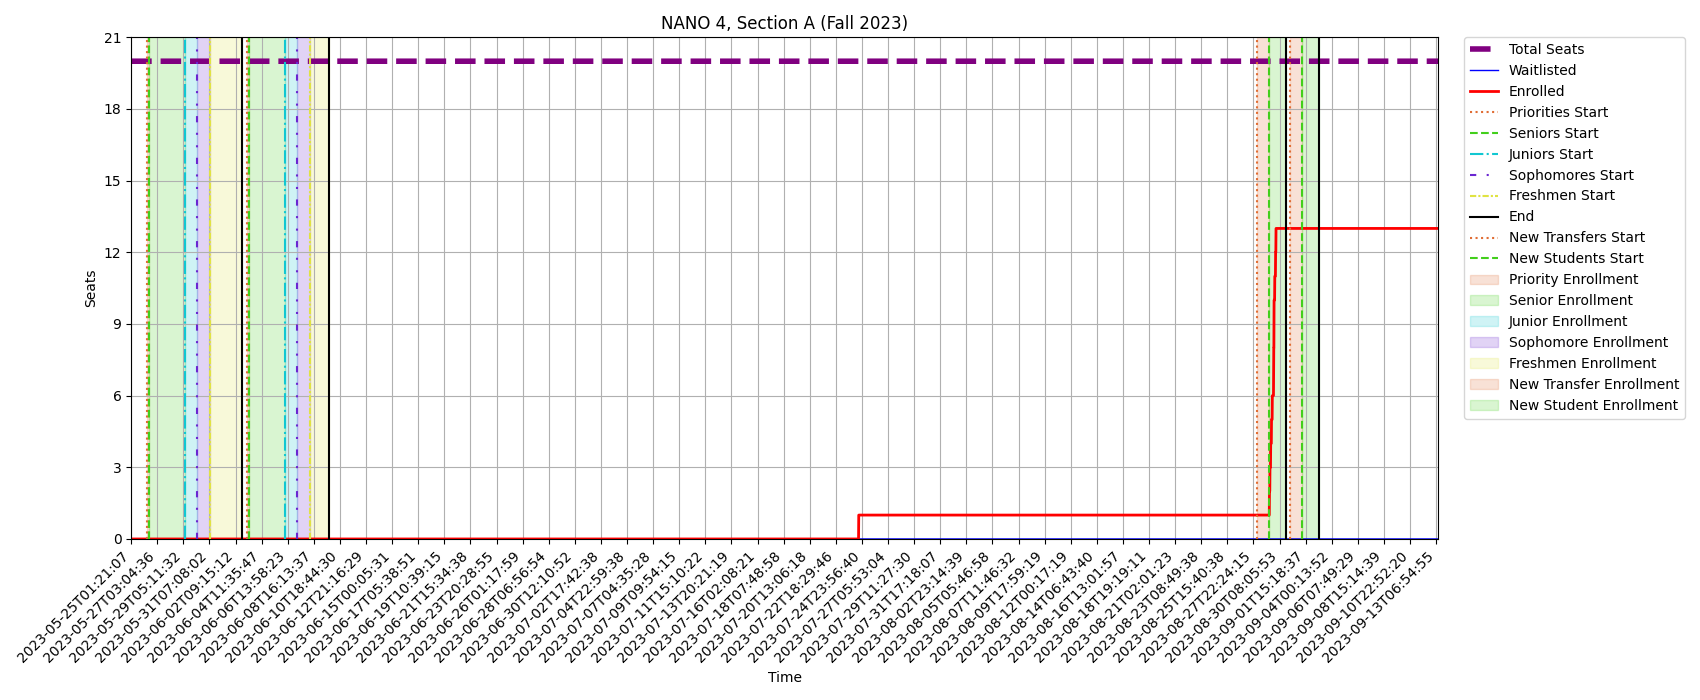 NANO 4, Section A (Fall 2023)
21
18
15
12
9
6
3
0
Seats
2023-05-25T01:21:07
2023-05-27T03:04:36
2023-05-29T05:11:32
2023-05-31T07:08:02
2023-06-02T09:15:12
2023-06-04T11:35:47
2023-06-06T13:58:23
2023-06-08T16:13:37
2023-06-10T18:44:30
2023-06-12T21:16:29
2023-06-15T00:05:31
2023-06-17T05:38:51
2023-06-19T10:39:15
2023-06-21T15:34:38
2023-06-23T20:28:55
2023-06-26T01:17:59
2023-06-28T06:56:54
2023-06-30T12:10:52
2023-07-02T17:42:38
2023-07-04T22:59:38
2023-07-07T04:35:28
2023-07-09T09:54:15
2023-07-11T15:10:22
2023-07-13T20:21:19
2023-07-16T02:08:21
2023-07-18T07:48:58
2023-07-20T13:06:18
2023-07-22T18:29:46
2023-07-24T23:56:40
2023-07-27T05:53:04
2023-07-29T11:27:30
2023-07-31T17:18:07
2023-08-02T23:14:39
2023-08-05T05:46:58
2023-08-07T11:46:32
2023-08-09T17:59:19
2023-08-12T00:17:19
2023-08-14T06:43:40
2023-08-16T13:01:57
2023-08-18T19:19:11
2023-08-21T02:01:23
2023-08-23T08:49:38
2023-08-25T15:40:38
2023-08-27T22:24:15
2023-08-30T08:05:53
2023-09-01T15:18:37
2023-09-04T00:13:52
2023-09-06T07:49:29
2023-09-08T15:14:39
2023-09-10T22:52:20
2023-09-13T06:54:55
Time
Total Seats
Waitlisted
Enrolled
Priorities Start
Seniors Start
Juniors Start
Sophomores Start
Freshmen Start
End
New Transfers Start
New Students Start
Priority Enrollment
Senior Enrollment
Junior Enrollment
Sophomore Enrollment
Freshmen Enrollment
New Transfer Enrollment
New Student Enrollment